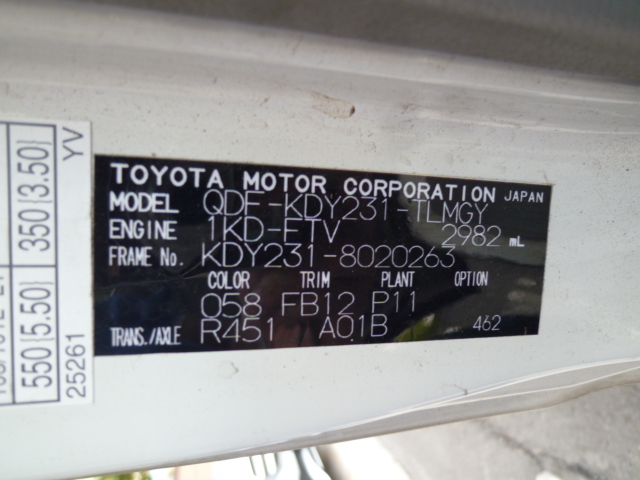 TOYOTA MOTOR CORPORATION JAPAN
MODEL QDF-KDY231-TLMGY
ENGINE 1KD-FTV 2982 mL
FRAME No. KDY231-8020263
COLOR TRIM PLANT OPTION
058 FB12 P11
TRANS./AXLE R451 A01B 462
550 (5.50) 350 (3.50)
25261 YV